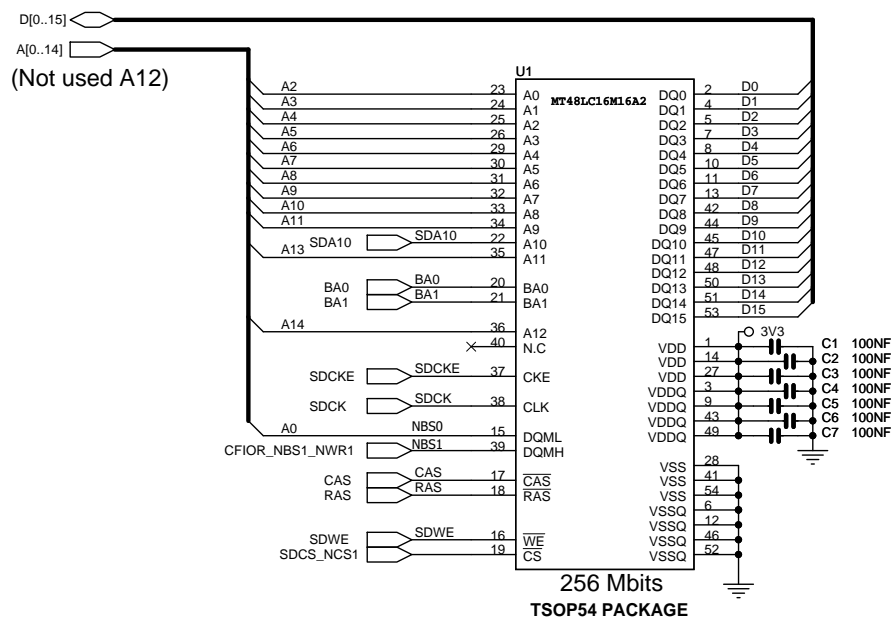 D[0..15]
A[0..14]
(Not used A12)
U1
MT48LC16M16A2
A2 23 A0 DQ0 2 D0
A3 24 A1 DQ1 4 D1
A4 25 A2 DQ2 5 D2
A5 26 A3 DQ3 7 D3
A6 29 A4 DQ4 8 D4
A7 30 A5 DQ5 10 D5
A8 31 A6 DQ6 11 D6
A9 32 A7 DQ7 13 D7
A10 33 A8 DQ8 42 D8
A11 34 A9 DQ9 44 D9
SDA10 SDA10 22 A10 DQ10 45 D10
A13 35 A11 DQ11 47 D11
DQ12 48 D12
BA0 BA0 20 BA0 DQ13 50 D13
BA1 BA1 21 BA1 DQ14 51 D14
DQ15 53 D15
A14 36 A12
3V3
40 N.C VDD 1 C1 100NF
VDD 14 C2 100NF
SDCKE SDCKE 37 CKE VDD 27 C3 100NF
VDDQ 3 C4 100NF
SDCK SDCK 38 CLK VDDQ 9 C5 100NF
VDDQ 43 C6 100NF
A0 NBS0 15 DQML VDDQ 49 C7 100NF
CFIOR_NBS1_NWR1 NBS1 39 DQMH
VSS 28
CAS CAS 17 CAS VSS 41
RAS RAS 18 RAS VSS 54
VSSQ 6
VSSQ 12
SDWE SDWE 16 WE VSSQ 46
SDCS_NCS1 19 CS VSSQ 52
256 Mbits
TSOP54 PACKAGE